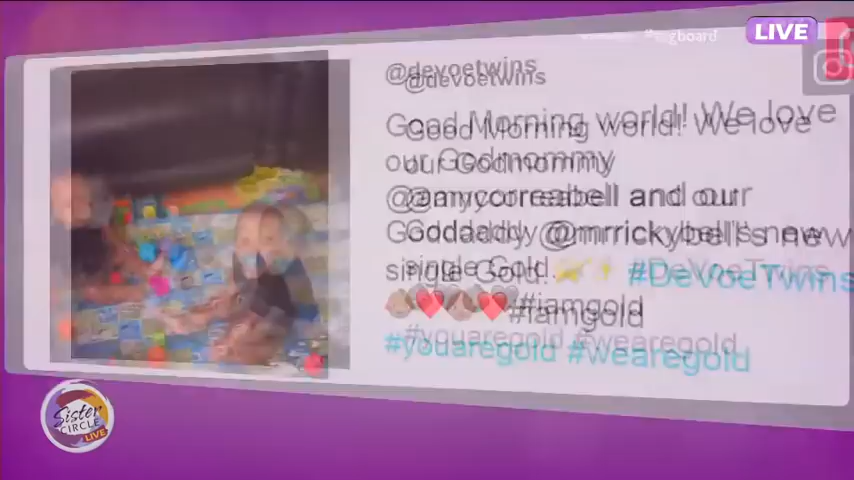 LIVE
#tagboard
@devoetwins
Good Morning world! We love
our Godmommy
@amycorreabell and our
Goddaddy @mrrickybell's new
single Gold. #DeVoeTwins
#iamgold
#youaregold #wearegold
Sister
CIRCLE
LIVE